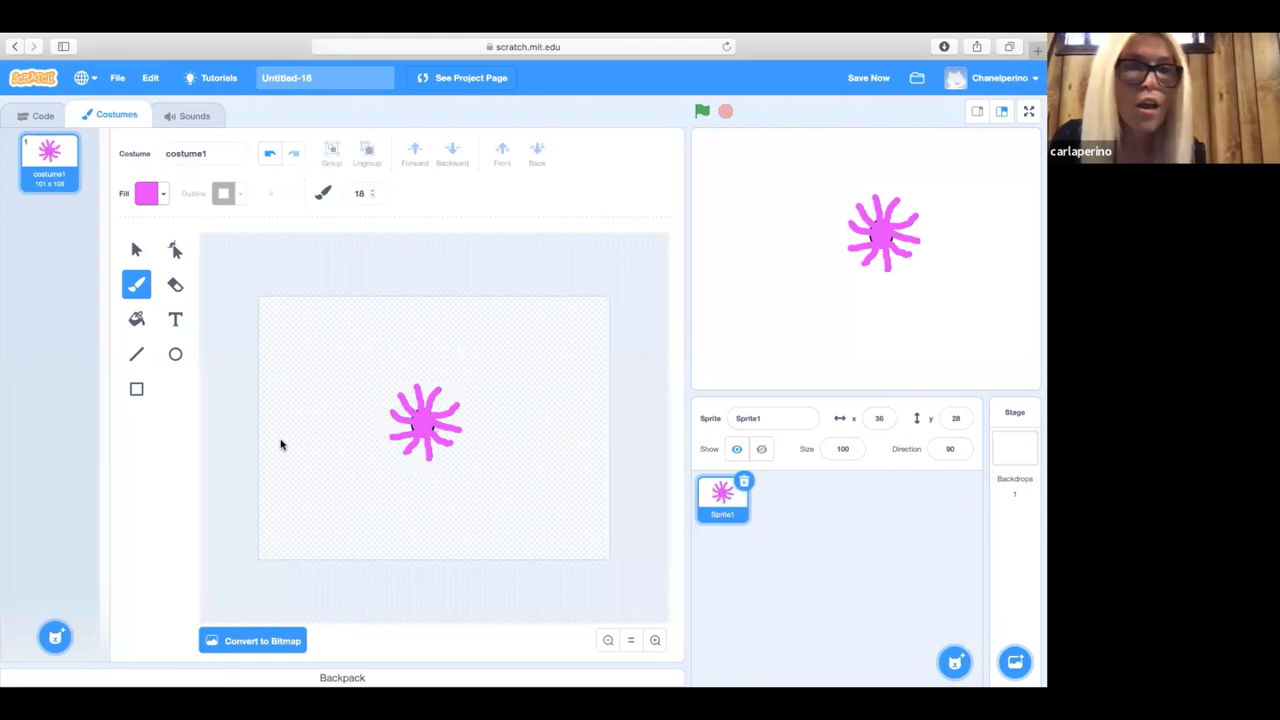 scratch.mit.edu
SCRATCH File Edit Tutorials Untitled-18 See Project Page Save Now Chanelperino
carlaperino
Code Costumes Sounds
1
costume1
101 x 108
Costume costume1 Group Ungroup Forward Backward Front Back
Fill Outline 4 18
T
Convert to Bitmap
Backpack
Sprite Sprite1 x 36 y 28
Show Size 100 Direction 90
Sprite1
Stage
Backdrops
1